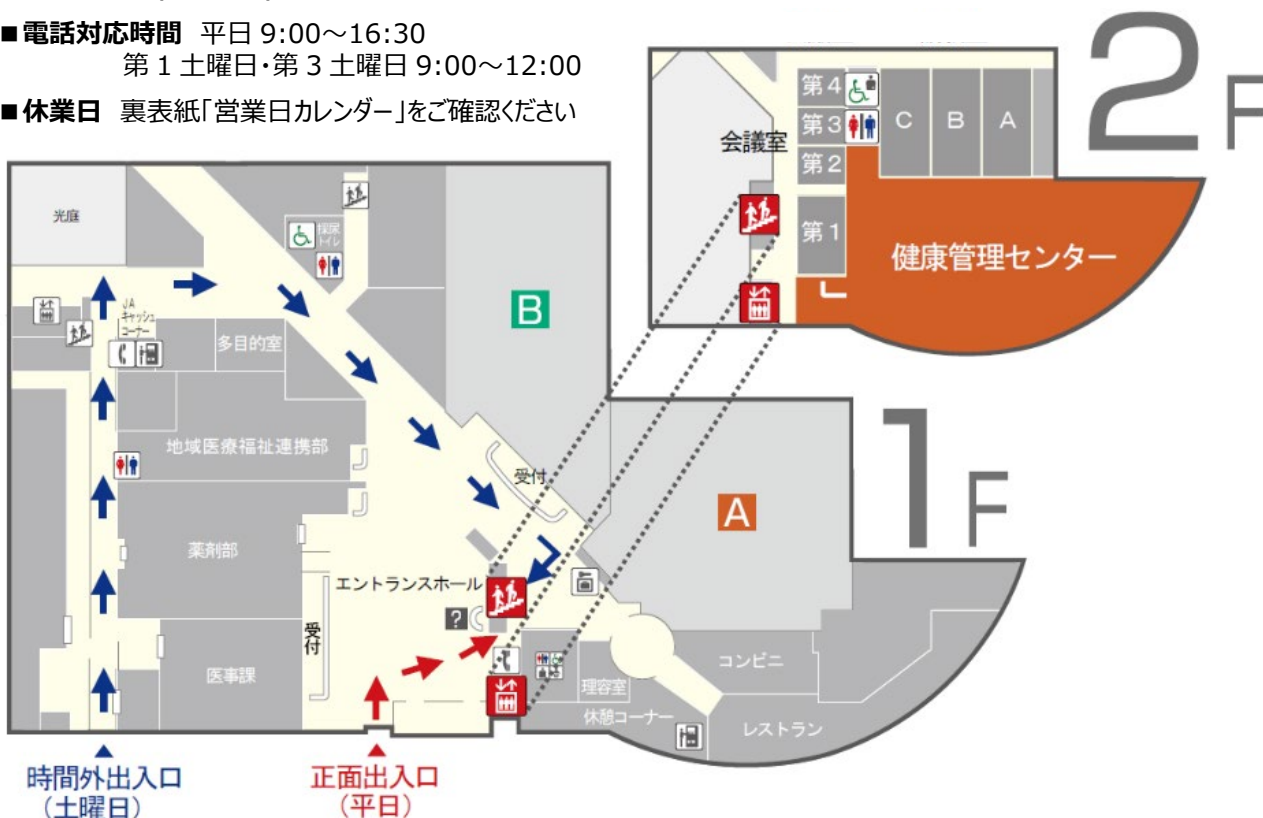 ■電話対応時間 平日 9:00～16:30
第 1 土曜日・第 3 土曜日 9:00～12:00
■休業日 裏表紙「営業日カレンダー」をご確認ください
2F
第4
第3
第2
第1
会議室
C
B
A
健康管理センター
1F
光庭
採尿
トイレ
JA
キャッシュ
コーナー
多目的室
B
地域医療福祉連携部
受付
A
薬剤部
エントランスホール
?
受付
医事課
理容室
コンビニ
休憩コーナー
レストラン
時間外出入口
（土曜日）
正面出入口
（平日）